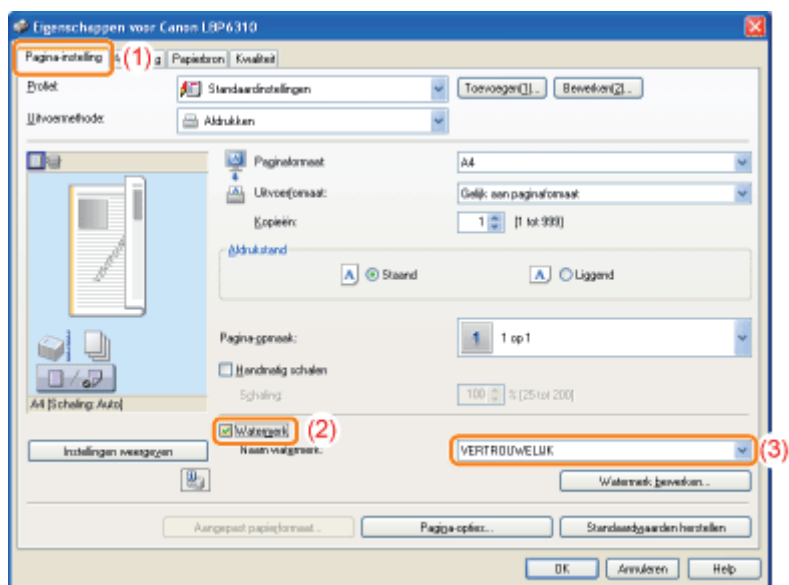 Eigenschappen voor Canon LBP6310
Pagina-instelling (1) g Papierbron Kwaliteit
Profiel: Standaardinstellingen Toevoegen(1)... Bewerken(2)...
Uitvoermethode: Afdrukken
Paginaformaat: A4
Uitvoerformaat: Gelijk aan paginaformaat
Kopieën: 1 [1 tot 999]
Afdrukstand
A Staand A Liggend
Pagina-opmaak: 1 1 op 1
Handmatig schalen
Schaling: 100 % [25 tot 200]
A4 [Schaling: Auto]
Watermerk (2)
Instellingen weergeven Naam watermerk: VERTROUWELIJK (3)
Watermerk bewerken...
Aangepast papierformaat... Pagina-opties... Standaardwaarden herstellen
OK Annuleren Help